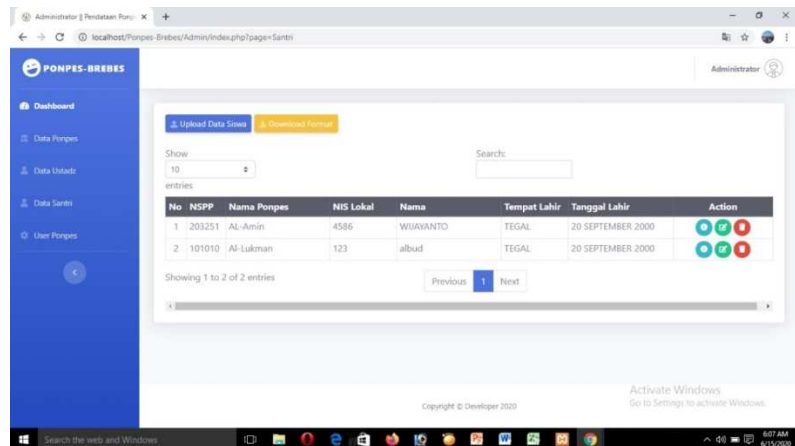 Administrator || Pendataan Ponp
localhost/Ponpes-Brebes/Admin/index.php?page=Santri
PONPES-BREBES
Administrator
Dashboard
Data Ponpes
Data Ustadz
Data Santri
User Ponpes
Upload Data Siswa
Download Format
Show
10
entries
Search:
No NSPP Nama Ponpes NIS Lokal Nama Tempat Lahir Tanggal Lahir Action
1 203251 AL-Amin 4586 WIJAYANTO TEGAL 20 SEPTEMBER 2000
2 101010 Al-Lukman 123 albud TEGAL 20 SEPTEMBER 2000
Showing 1 to 2 of 2 entries
Previous 1 Next
Copyright © Developer 2020
Activate Windows
Go to Settings to activate Windows.
Search the web and Windows
6:07 AM
6/15/2020